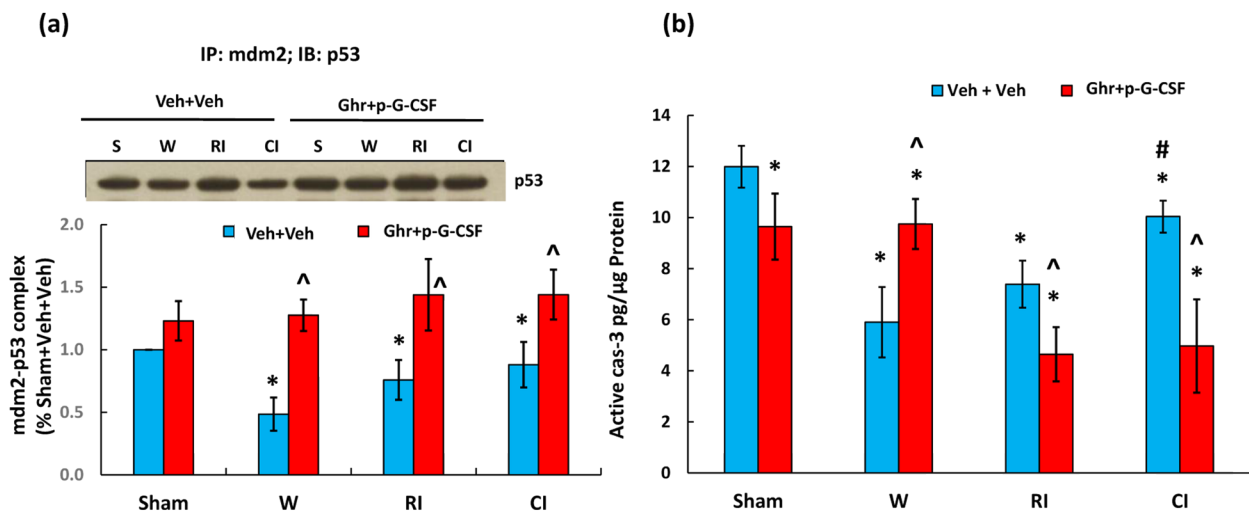 (a)
IP: mdm2; IB: p53
Veh+Veh Ghr+p-G-CSF
S W RI CI S W RI CI
p53
Veh+Veh Ghr+p-G-CSF
mdm2-p53 complex
(% Sham+Veh+Veh)
2.0
1.5
1.0
0.5
0.0
* ^ * ^ * ^
Sham W RI CI
(b)
Veh + Veh Ghr+p-G-CSF
Active cas-3 pg/µg Protein
14
12
10
8
6
4
2
0
* * ^ * * ^ * # * ^ *
Sham W RI CI